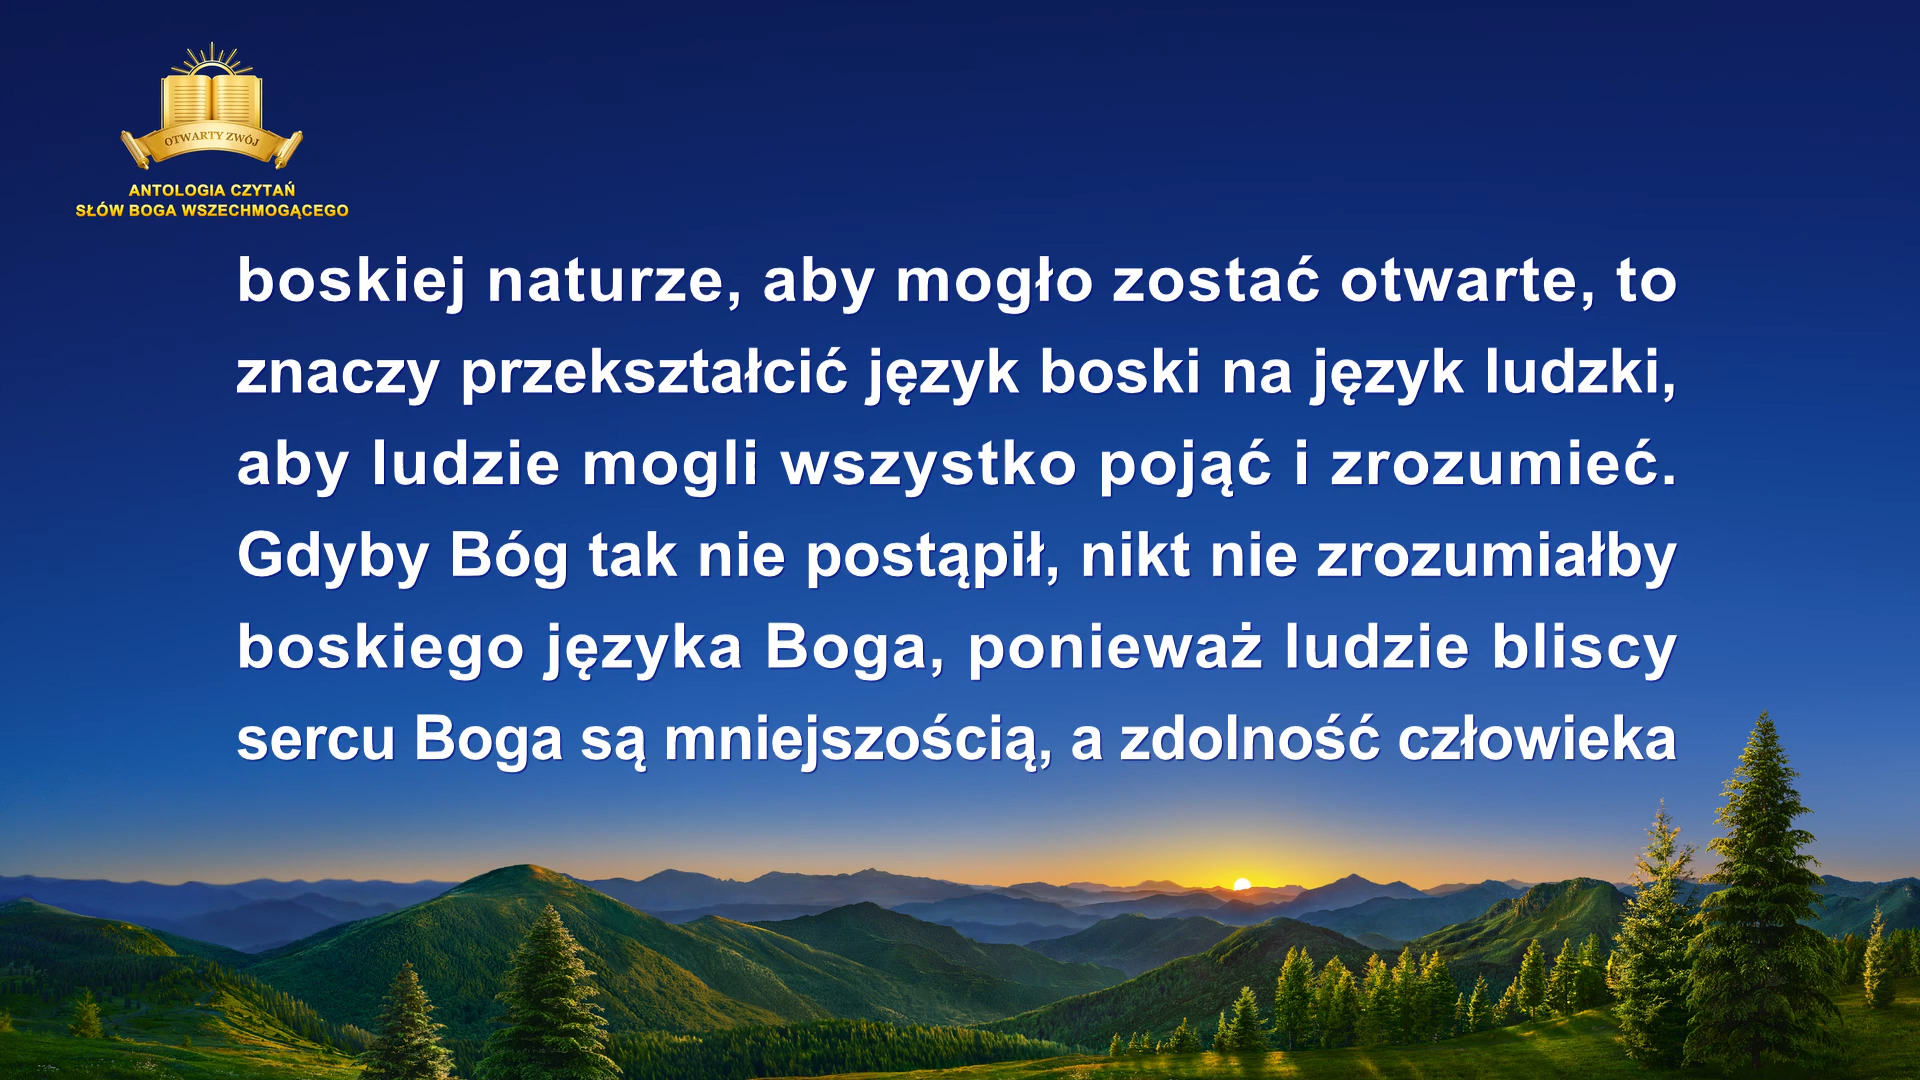 OTWARTY ZWÓJ
ANTOLOGIA CZYTAŃ
SŁÓW BOGA WSZECHMOGĄCEGO
boskiej naturze, aby mogło zostać otwarte, to
znaczy przekształcić język boski na język ludzki,
aby ludzie mogli wszystko pojąć i zrozumieć.
Gdyby Bóg tak nie postąpił, nikt nie zrozumiałby
boskiego języka Boga, ponieważ ludzie bliscy
sercu Boga są mniejszością, a zdolność człowieka